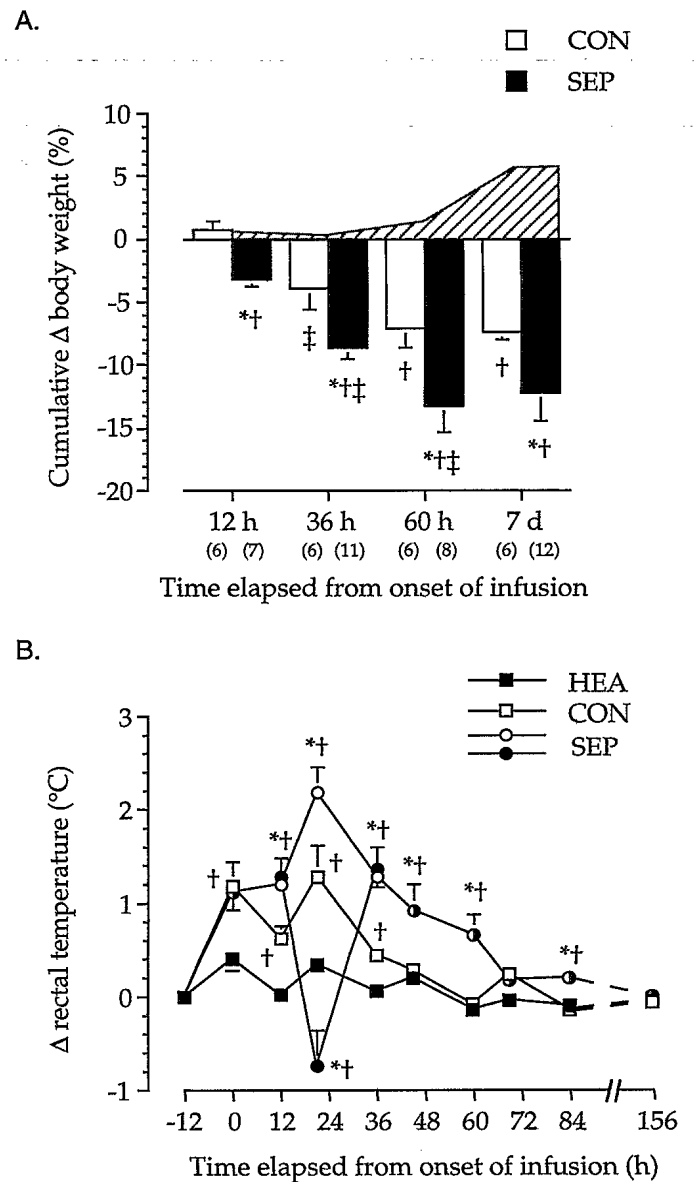 A.
CON
SEP
Cumulative Δ body weight (%)
10
5
0
-5
-10
-15
-20
*†
‡
*†‡
†
*†‡
†
*†
12 h 36 h 60 h 7 d
(6) (7) (6) (11) (6) (8) (6) (12)
Time elapsed from onset of infusion
B.
HEA
CON
SEP
Δ rectal temperature (°C)
3
2
1
0
-1
*†
*†
*†
†
†
*†
*†
†
†
*†
*†
-12 0 12 24 36 48 60 72 84 156
Time elapsed from onset of infusion (h)